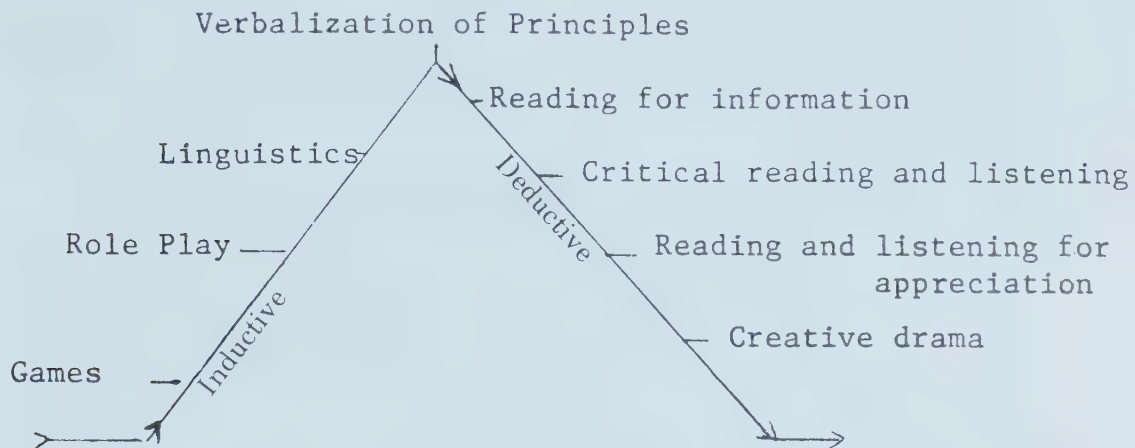 Verbalization of Principles
Reading for information
Linguistics
Deductive
Critical reading and listening
Role Play
Reading and listening for
appreciation
Inductive
Creative drama
Games